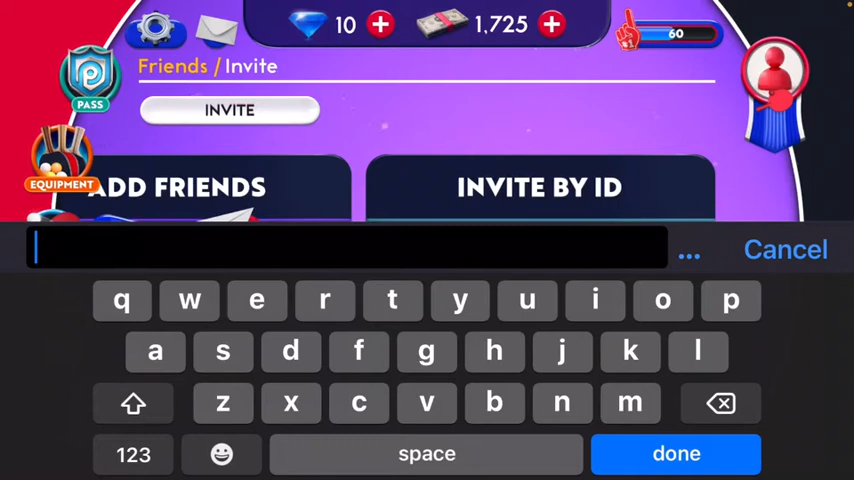 10 + 1,725 + 60
Friends / Invite
PASS
INVITE
EQUIPMENT
ADD FRIENDS
INVITE BY ID
... Cancel
q w e r t y u i o p
a s d f g h j k l
z x c v b n m
123 space done